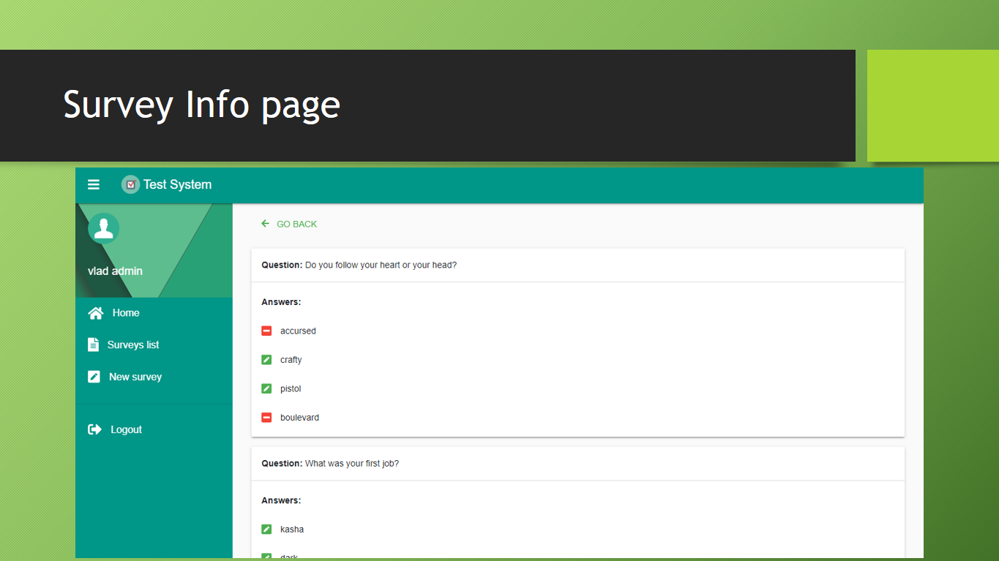 Survey Info page
Test System
vlad admin
Home
Surveys list
New survey
Logout
GO BACK
Question: Do you follow your heart or your head?
Answers:
accursed
crafty
pistol
boulevard
Question: What was your first job?
Answers:
kasha
dark